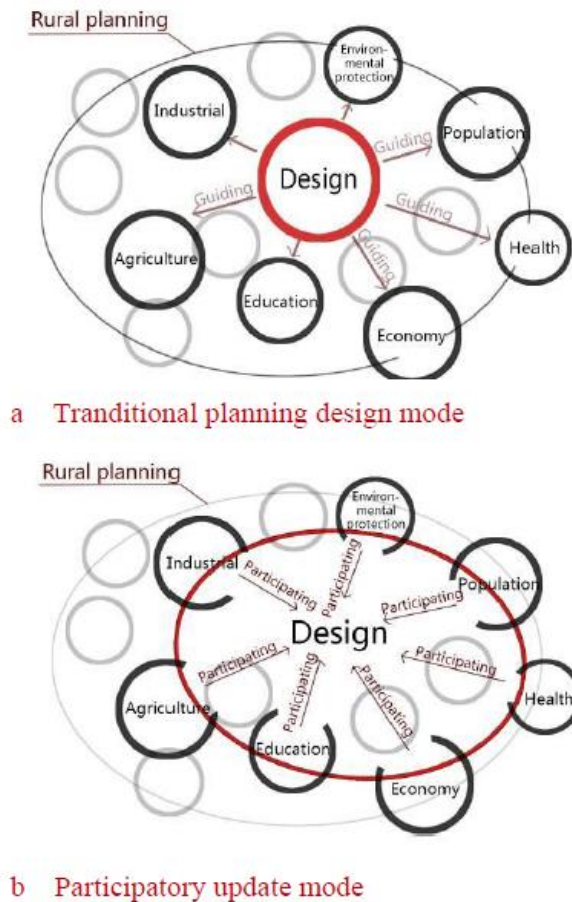 Rural planning
Environ-
mental
protection
Industrial
Population
Guiding
Design
Guiding
Guiding
Health
Agriculture
Guiding
Education
Economy
a Tranditional planning design mode
Rural planning
Environ-
mental
protection
Industrial
Participating
Participating
Population
Participating
Design
Participating
Participating
Health
Agriculture
Participating
Participating
Education
Economy
b Participatory update mode